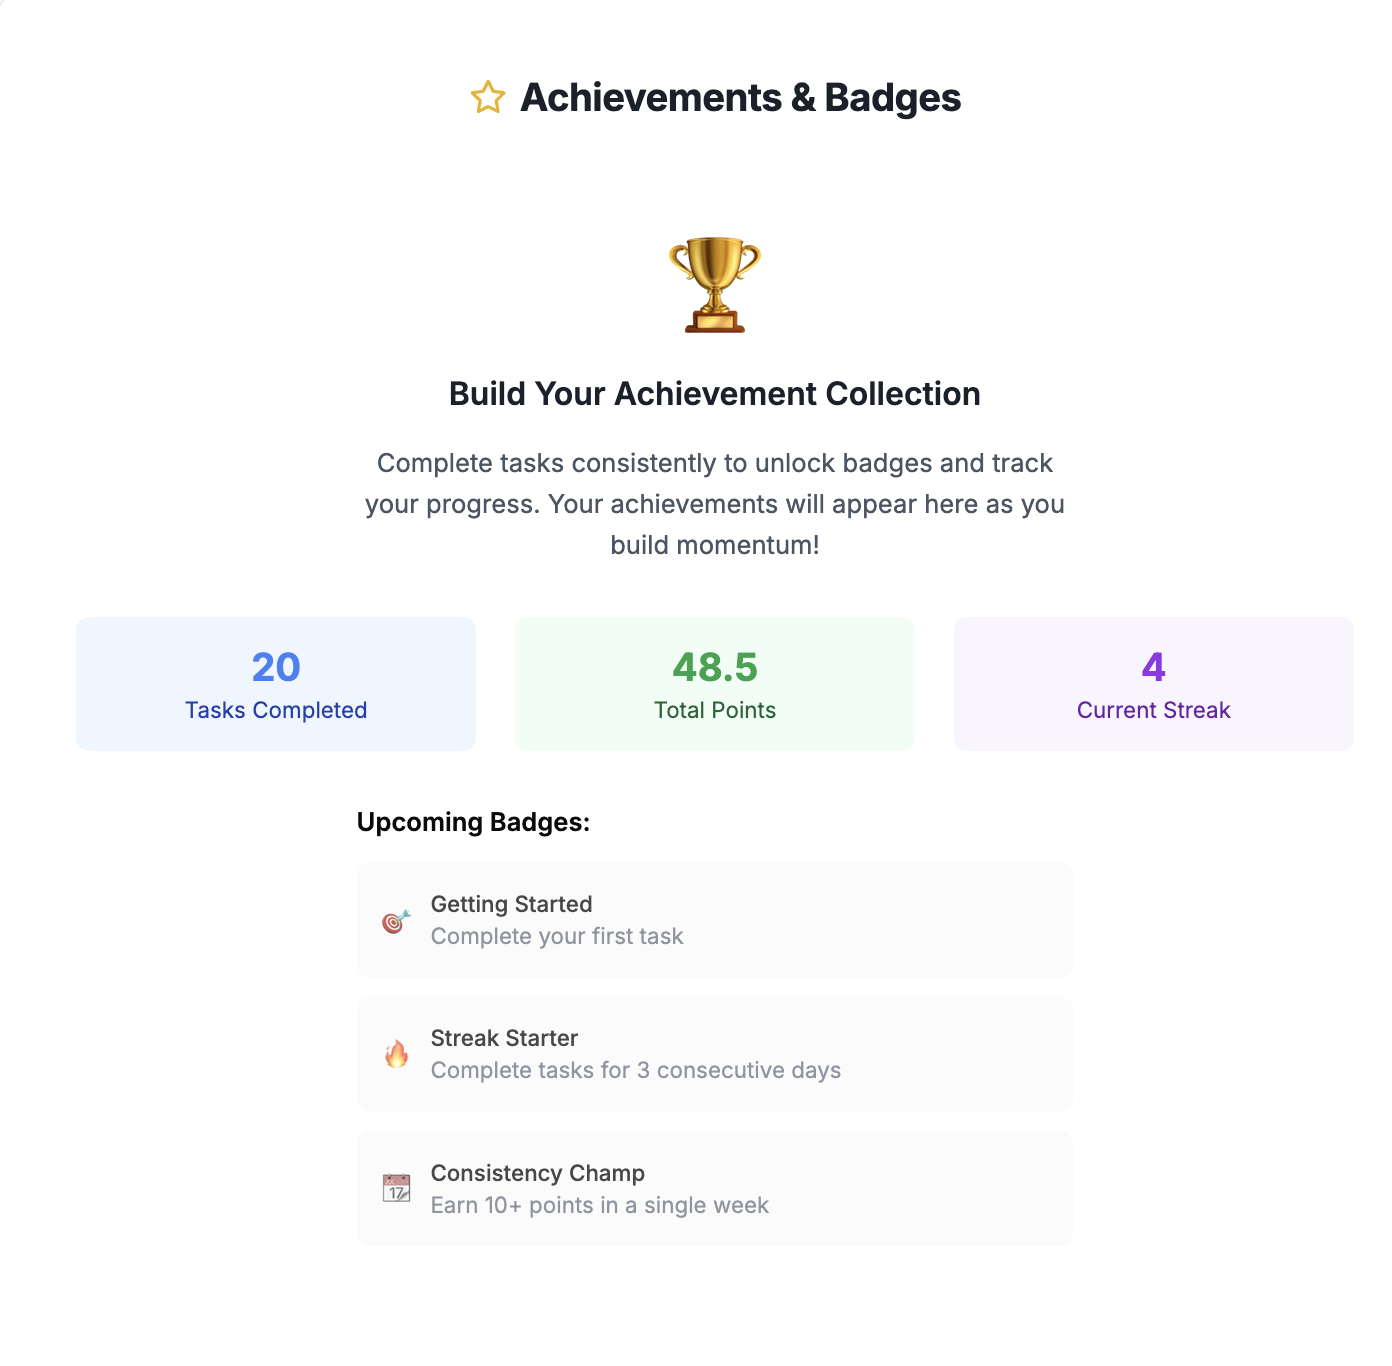 Achievements & Badges
Build Your Achievement Collection
Complete tasks consistently to unlock badges and track
your progress. Your achievements will appear here as you
build momentum!
20
Tasks Completed
48.5
Total Points
4
Current Streak
Upcoming Badges:
Getting Started
Complete your first task
Streak Starter
Complete tasks for 3 consecutive days
17
Consistency Champ
Earn 10+ points in a single week